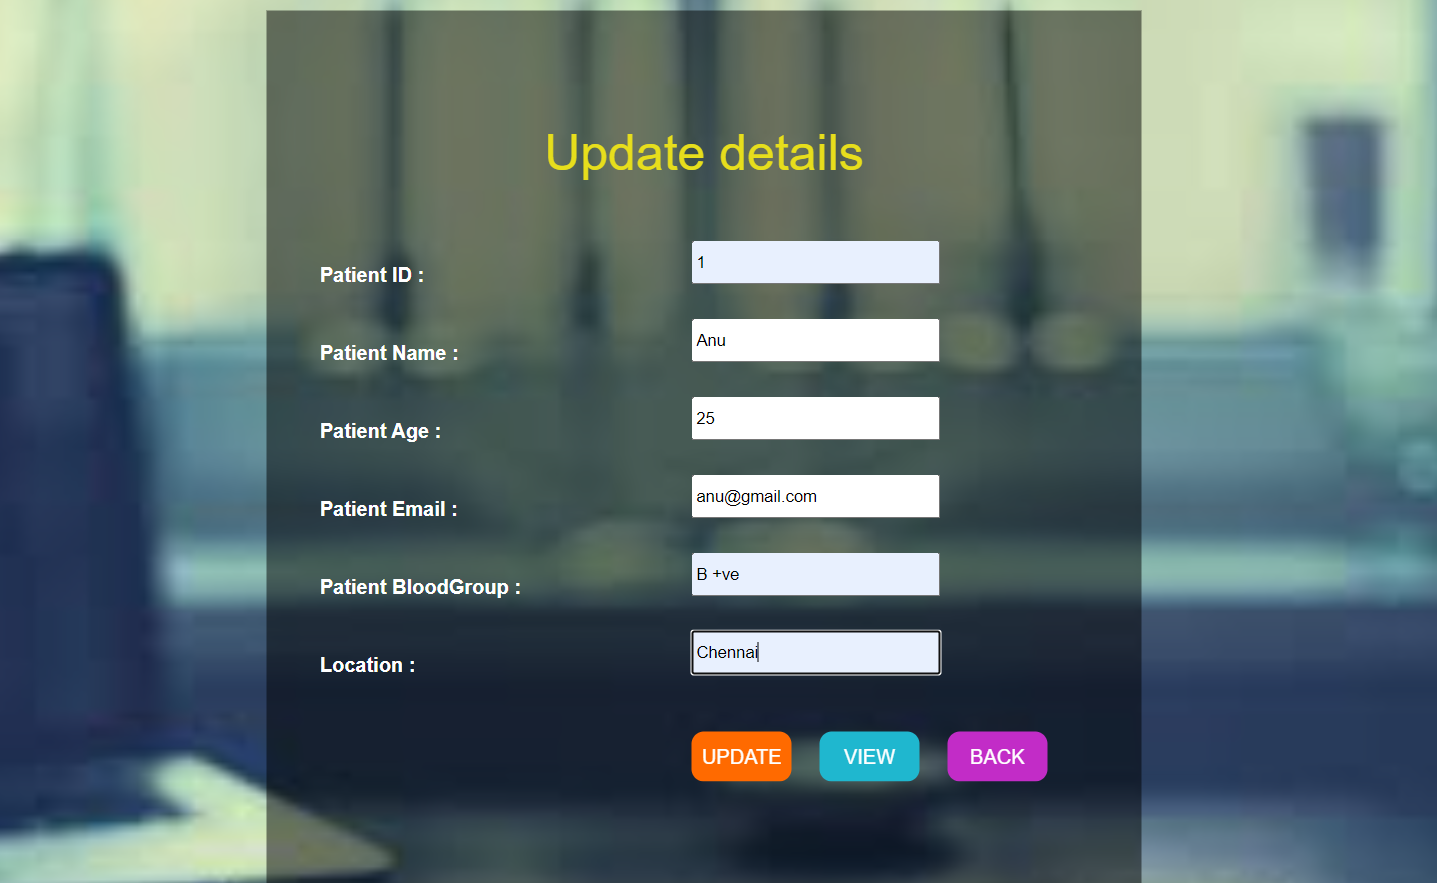 Update details
Patient ID :
1
Patient Name :
Anu
Patient Age :
25
Patient Email :
anu@gmail.com
Patient BloodGroup :
B +ve
Location :
Chennai
UPDATE
VIEW
BACK